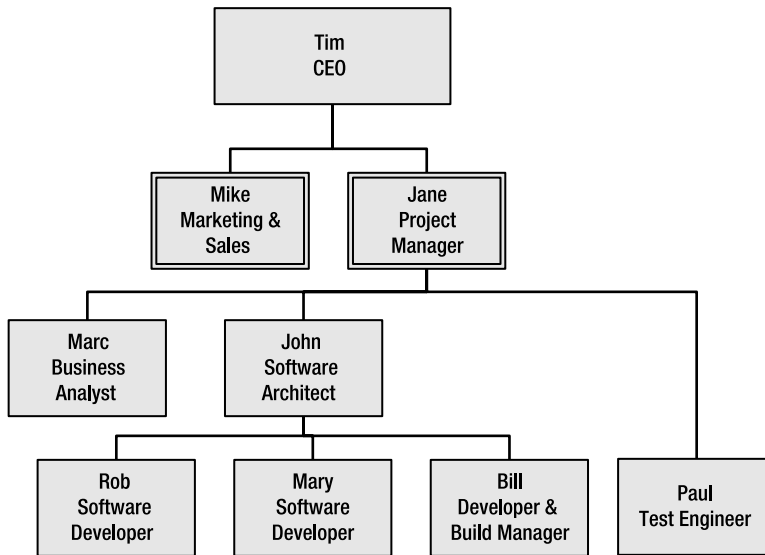 Tim
CEO
Mike
Marketing &
Sales
Jane
Project
Manager
Marc
Business
Analyst
John
Software
Architect
Rob
Software
Developer
Mary
Software
Developer
Bill
Developer &
Build Manager
Paul
Test Engineer